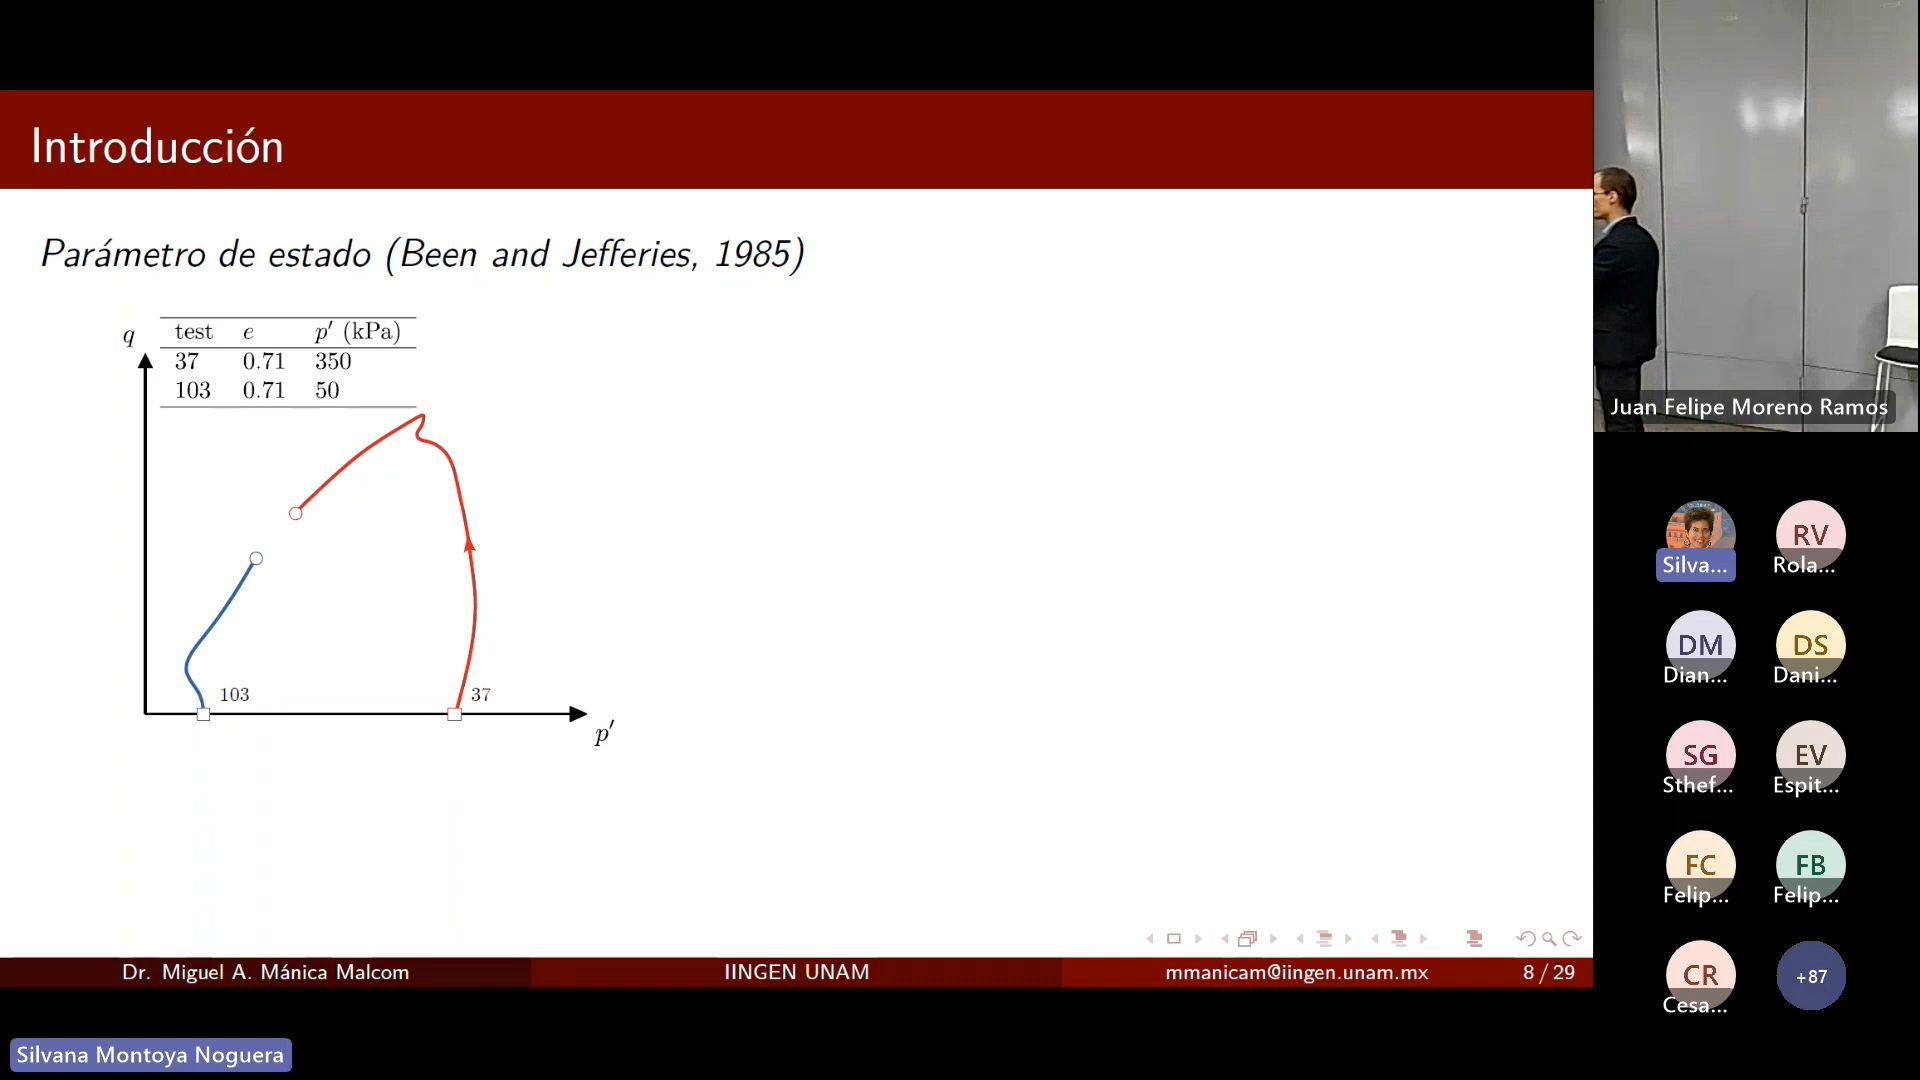 Introducción
Parámetro de estado (Been and Jefferies, 1985)
q
test e p′ (kPa)
37 0.71 350
103 0.71 50
103
37
p′
Dr. Miguel A. Mánica Malcom
IINGEN UNAM
mmanicam@iingen.unam.mx
8 / 29
Silvana Montoya Noguera
Juan Felipe Moreno Ramos
Silva...
RV
Rola...
DM
Dian...
DS
Dani...
SG
Sthef...
EV
Espit...
FC
Felip...
FB
Felip...
CR
Cesa...
+87